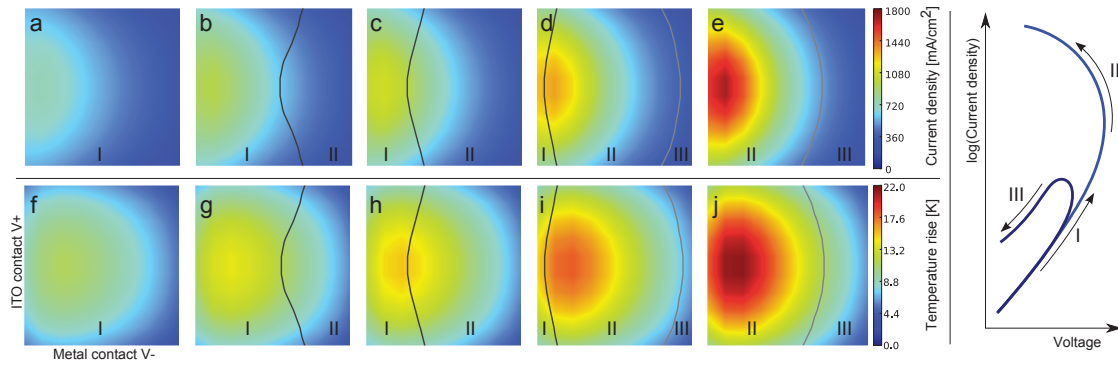 a
b
c
d
e
I
I
II
I
II
I
II
III
II
III
1800
1440
1080
720
360
0
Current density [mA/cm²]
f
g
h
i
j
I
I
II
I
II
I
II
III
II
III
22.0
17.6
13.2
8.8
4.4
0.0
Temperature rise [K]
ITO contact V+
Metal contact V-
log(Current density)
II
III
I
Voltage